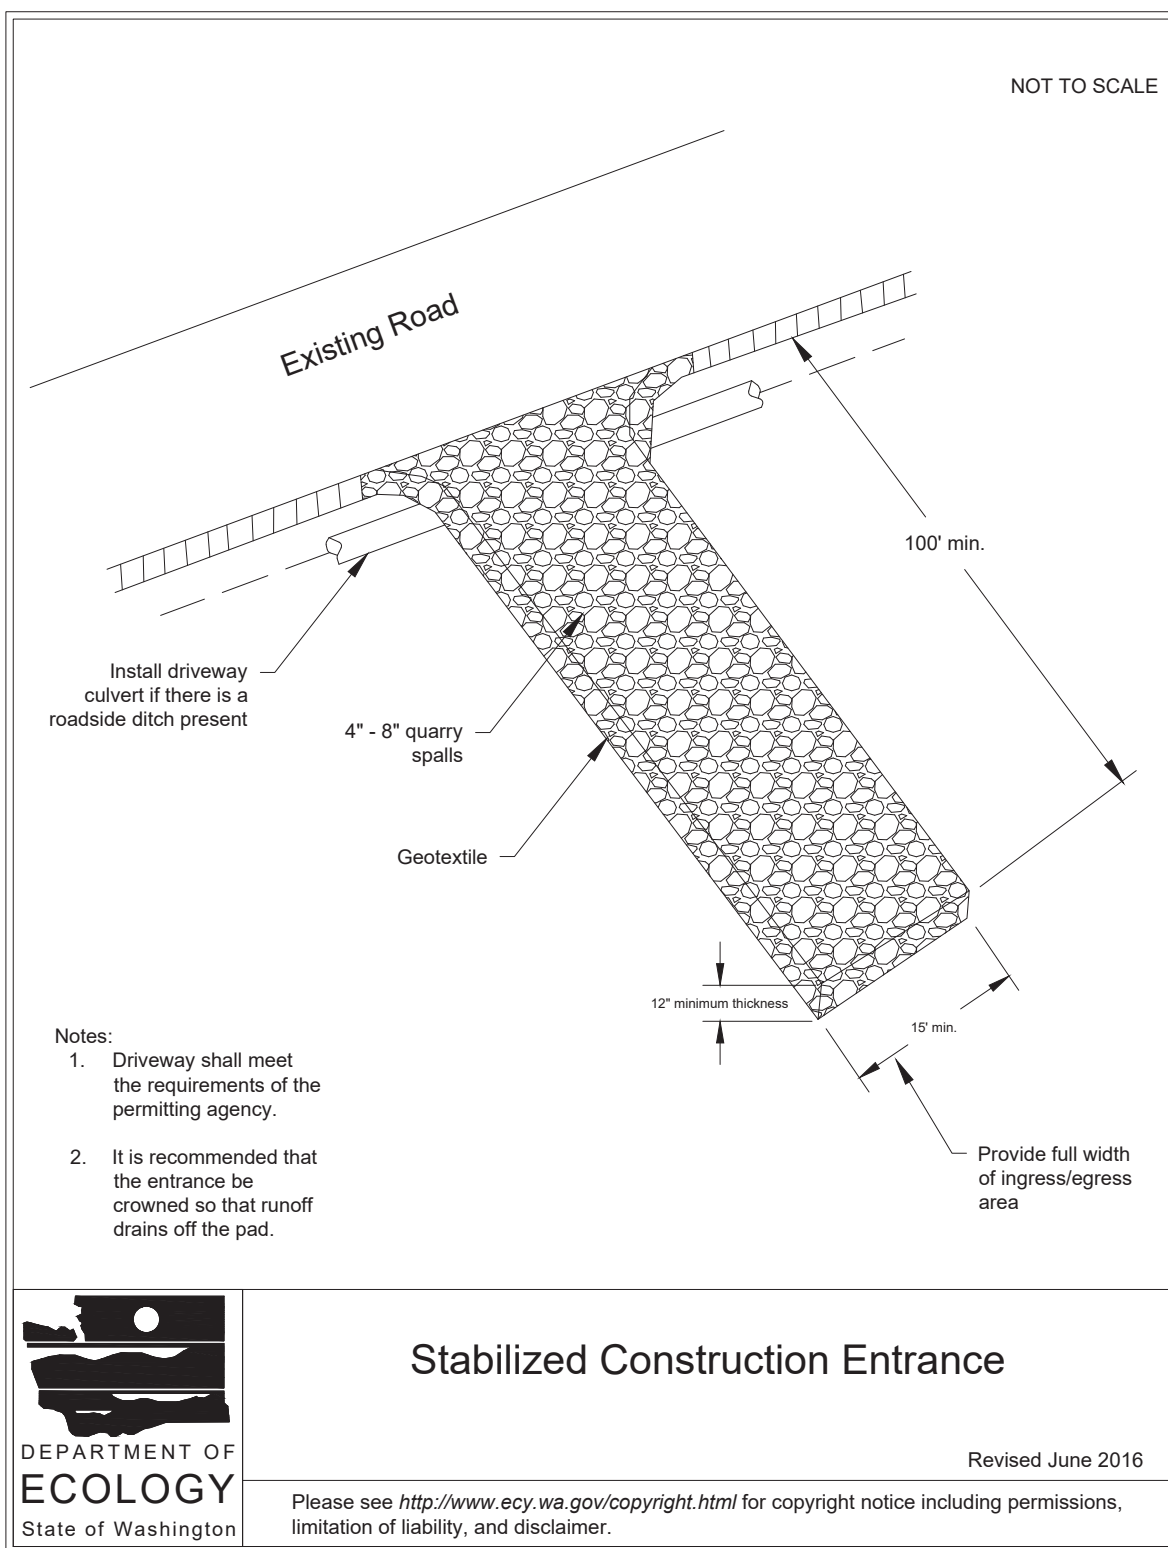 NOT TO SCALE
Existing Road
100' min.
Install driveway
culvert if there is a
roadside ditch present
4" - 8" quarry
spalls
Geotextile
12" minimum thickness
15' min.
Provide full width
of ingress/egress
area
Notes:
1. Driveway shall meet
the requirements of the
permitting agency.
2. It is recommended that
the entrance be
crowned so that runoff
drains off the pad.
DEPARTMENT OF
ECOLOGY
State of Washington
Stabilized Construction Entrance
Revised June 2016
Please see http://www.ecy.wa.gov/copyright.html for copyright notice including permissions,
limitation of liability, and disclaimer.